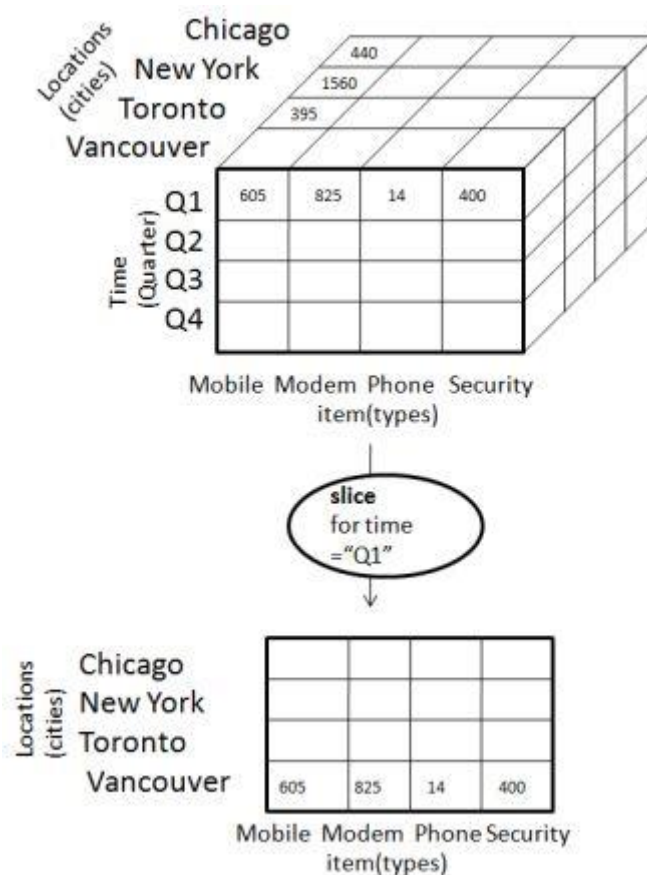 Chicago
New York
Toronto
Vancouver
Locations
(cities)
440
1560
395
Q1
Q2
Q3
Q4
Time
(Quarter)
605 825 14 400
Mobile Modem Phone Security
item(types)
slice
for time
="Q1"
Locations
(cities)
Chicago
New York
Toronto
Vancouver
605 825 14 400
Mobile Modem Phone Security
item(types)